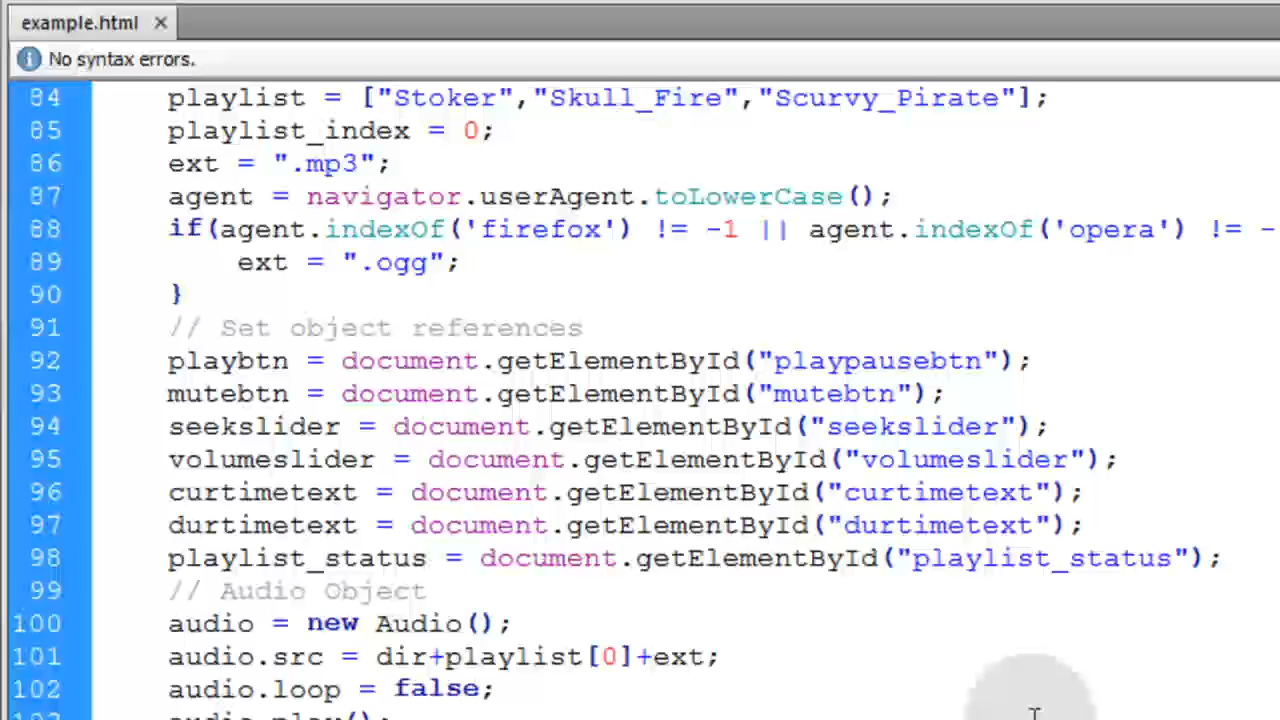 example.html ×
No syntax errors.
84 playlist = ["Stoker","Skull_Fire","Scurvy_Pirate"];
85 playlist_index = 0;
86 ext = ".mp3";
87 agent = navigator.userAgent.toLowerCase();
88 if(agent.indexOf('firefox') != -1 || agent.indexOf('opera') != -
89 ext = ".ogg";
90 }
91 // Set object references
92 playbtn = document.getElementById("playpausebtn");
93 mutebtn = document.getElementById("mutebtn");
94 seekslider = document.getElementById("seekslider");
95 volumeslider = document.getElementById("volumeslider");
96 curtimetext = document.getElementById("curtimetext");
97 durtimetext = document.getElementById("durtimetext");
98 playlist_status = document.getElementById("playlist_status");
99 // Audio Object
100 audio = new Audio();
101 audio.src = dir+playlist[0]+ext;
102 audio.loop = false;
103 audio.play();